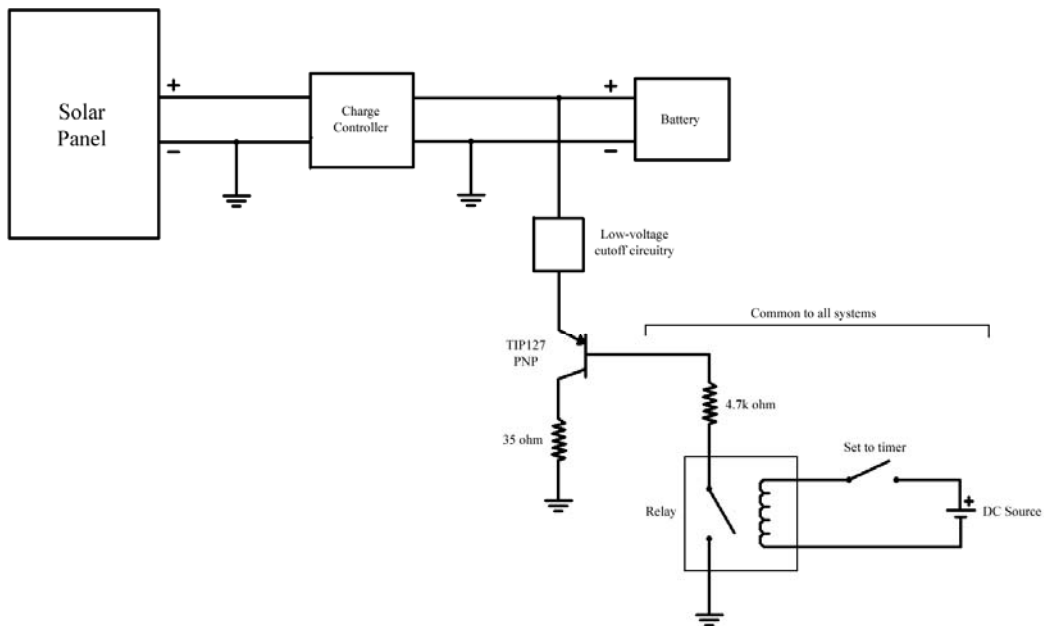 Solar
Panel
+
−
Charge
Controller
+
−
Battery
Low-voltage
cutoff circuitry
Common to all systems
TIP127
PNP
4.7k ohm
35 ohm
Set to timer
Relay
+
DC Source